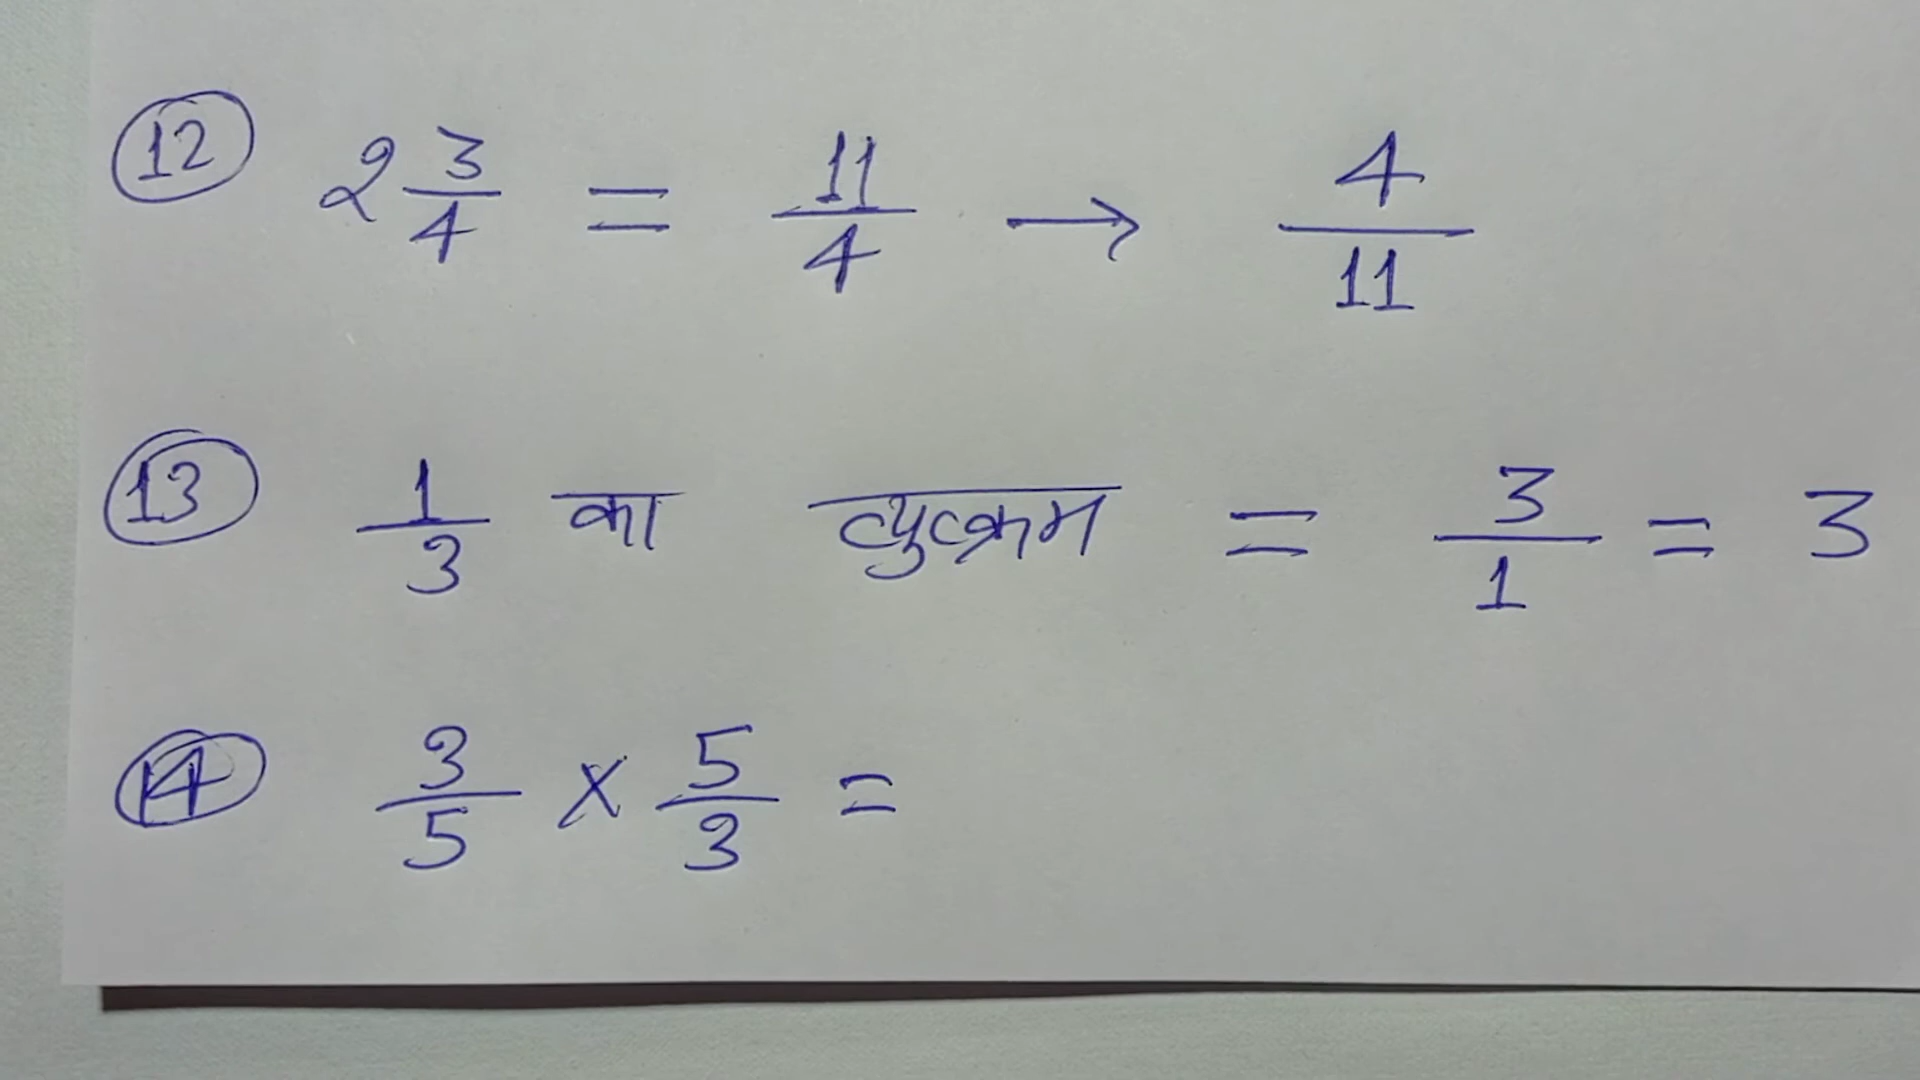 (12) 2 3/4 = 11/4 → 4/11
(13) 1/3 का व्युत्क्रम = 3/1 = 3
(14) 3/5 × 5/3 =